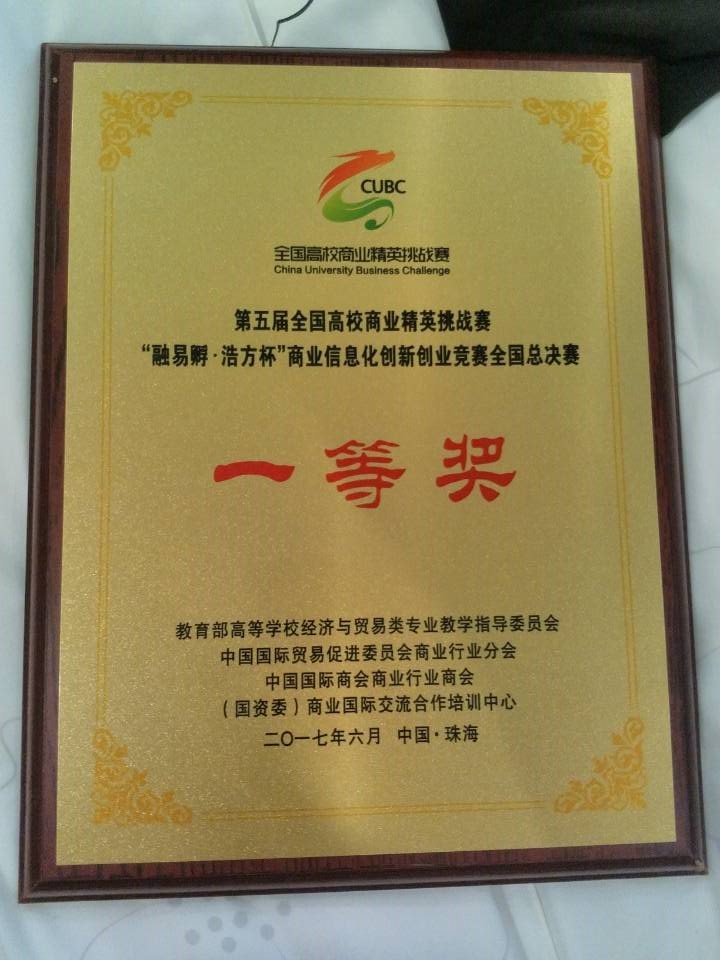 CUBC
全国高校商业精英挑战赛
China University Business Challenge
第五届全国高校商业精英挑战赛
“融易孵·浩方杯”商业信息化创新创业竞赛全国总决赛
一等奖
教育部高等学校经济与贸易类专业教学指导委员会
中国国际贸易促进委员会商业行业分会
中国国际商会商业行业商会
（国资委）商业国际交流合作培训中心
二〇一七年六月 中国·珠海